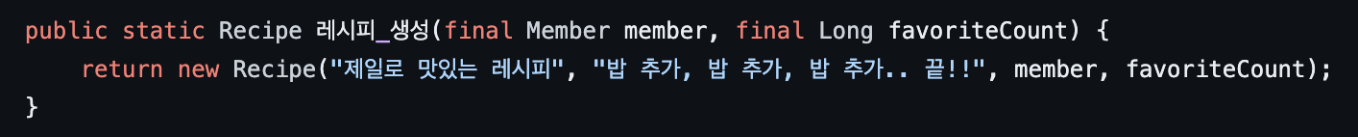 public static Recipe 레시피_생성(final Member member, final Long favoriteCount) {
    return new Recipe("제일로 맛있는 레시피", "밥 추가, 밥 추가, 밥 추가.. 끝!!", member, favoriteCount);
}